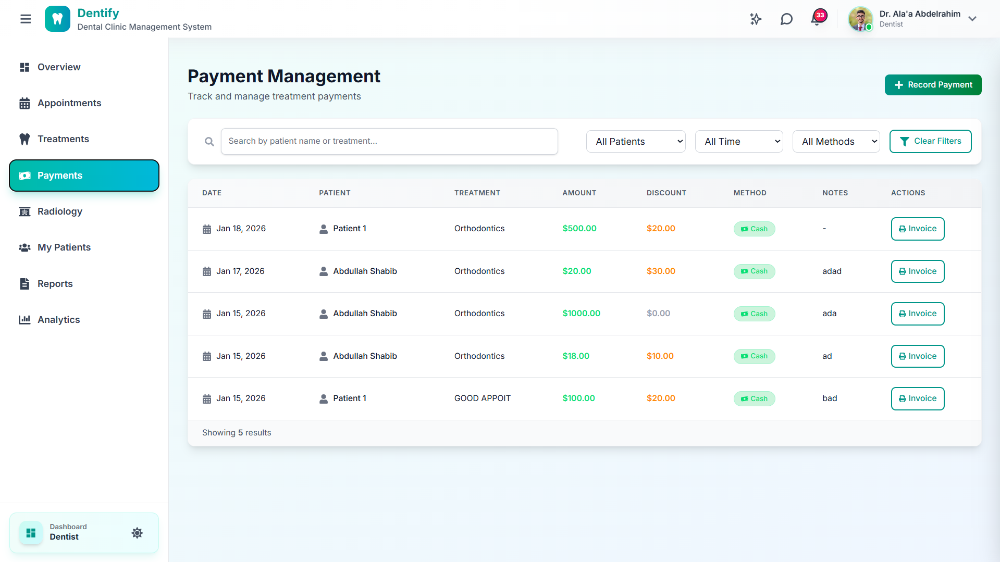 Dentify
Dental Clinic Management System
33
Dr. Ala'a Abdelrahim
Dentist
Overview
Appointments
Treatments
Payments
Radiology
My Patients
Reports
Analytics
Dashboard
Dentist
Payment Management
Track and manage treatment payments
Record Payment
Search by patient name or treatment...
All Patients
All Time
All Methods
Clear Filters
DATE PATIENT TREATMENT AMOUNT DISCOUNT METHOD NOTES ACTIONS
Jan 18, 2026 Patient 1 Orthodontics $500.00 $20.00 Cash - Invoice
Jan 17, 2026 Abdullah Shabib Orthodontics $20.00 $30.00 Cash adad Invoice
Jan 15, 2026 Abdullah Shabib Orthodontics $1000.00 $0.00 Cash ada Invoice
Jan 15, 2026 Abdullah Shabib Orthodontics $18.00 $10.00 Cash ad Invoice
Jan 15, 2026 Patient 1 GOOD APPOIT $100.00 $20.00 Cash bad Invoice
Showing 5 results